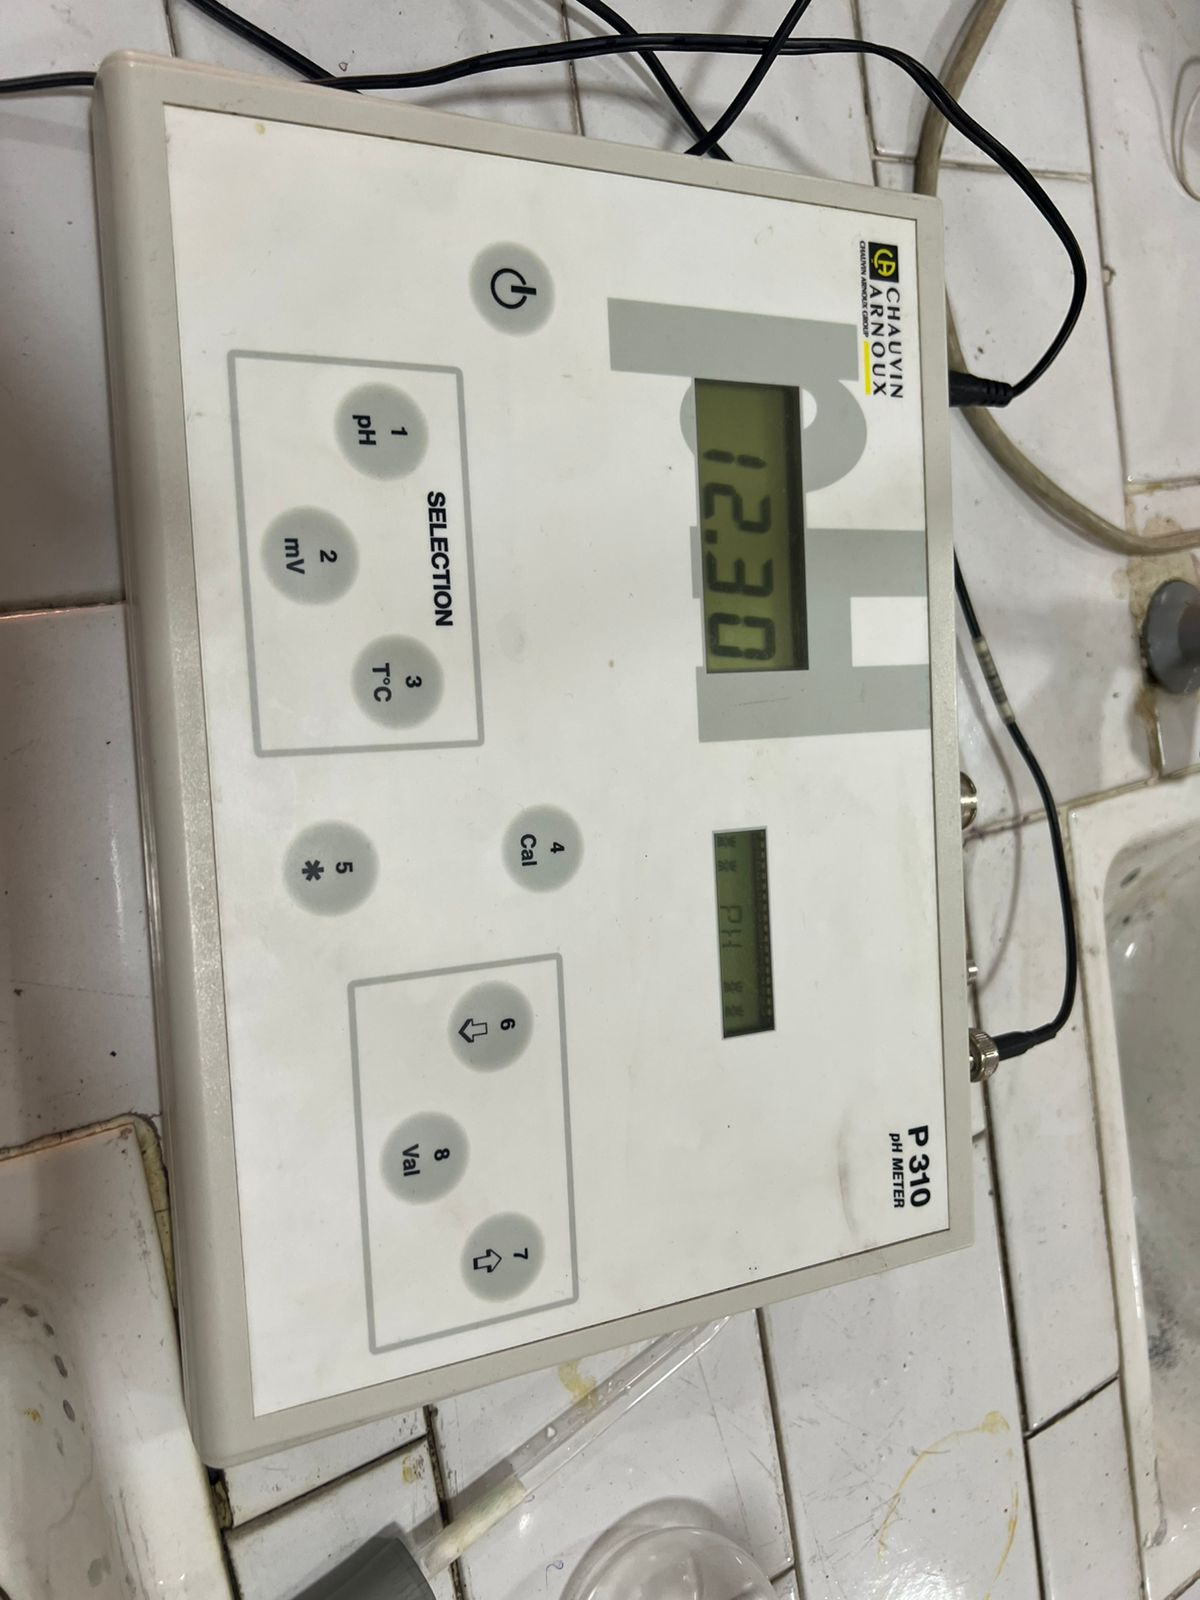 CHAUVIN
ARNOUX
CHAUVIN ARNOUX GROUP
P 310
pH METER
pH
12.30
PH
SELECTION
1
pH
2
mV
3
T°C
4
Cal
5
*
6
7
8
Val